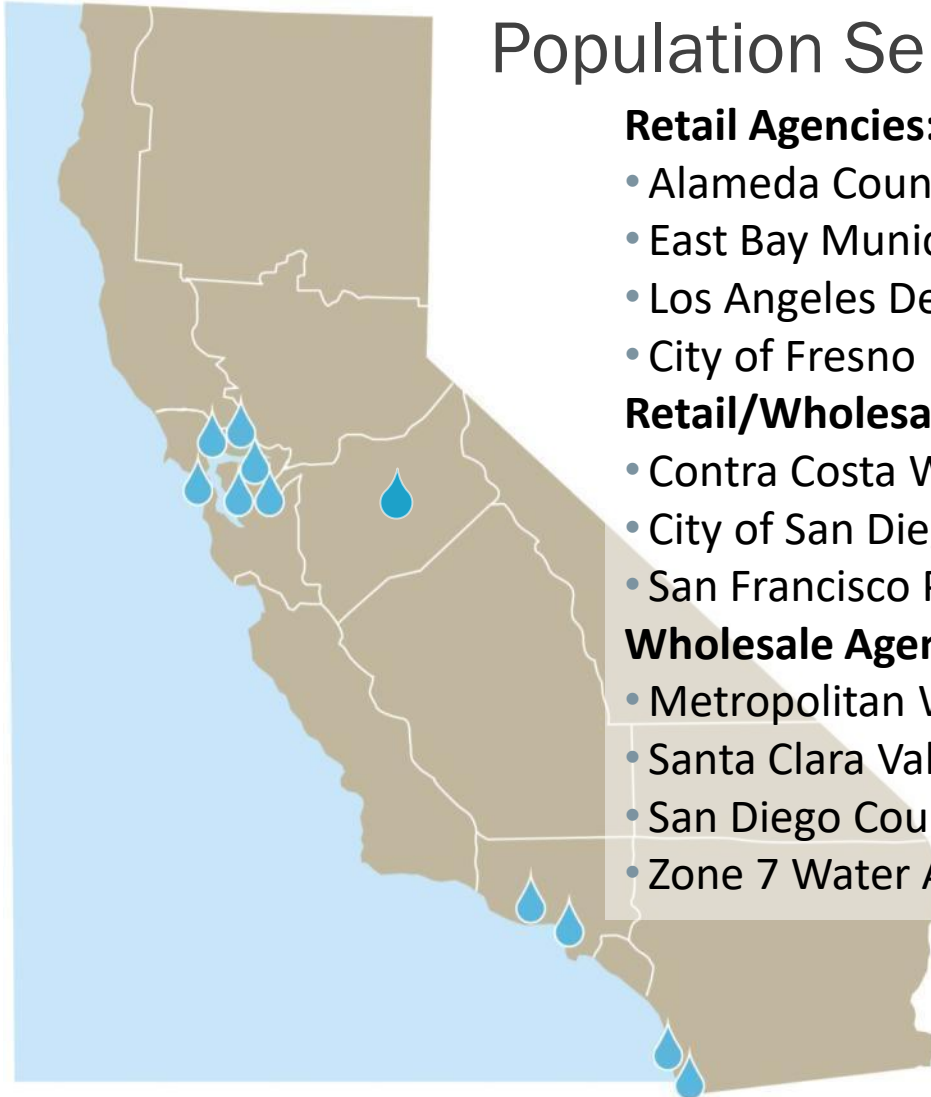 Population Se
Retail Agencies:
• Alameda Coun
• East Bay Munic
• Los Angeles De
• City of Fresno
Retail/Wholesa
• Contra Costa W
• City of San Die
• San Francisco P
Wholesale Agen
• Metropolitan W
• Santa Clara Val
• San Diego Cou
• Zone 7 Water A